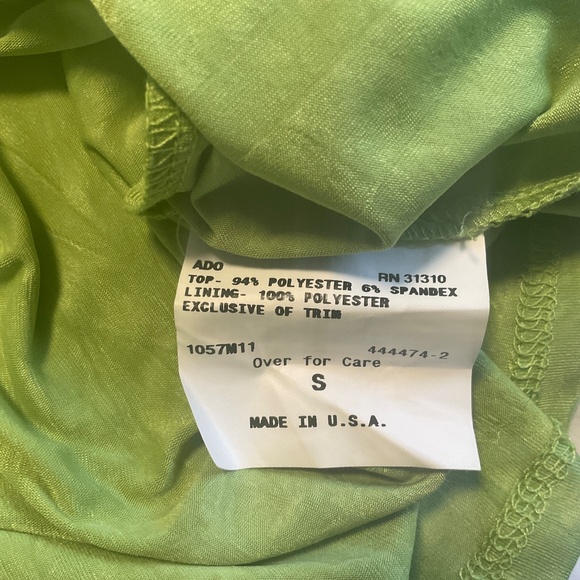 ADO RN 31310
TOP- 94% POLYESTER 6% SPANDEX
LINING- 100% POLYESTER
EXCLUSIVE OF TRIM
1057M11 444474-2
Over for Care
S
MADE IN U.S.A.